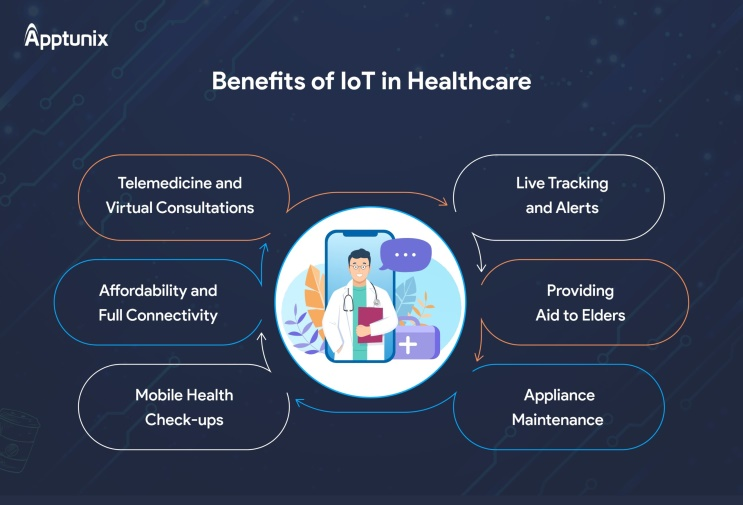 Apptunix
Benefits of IoT in Healthcare
Telemedicine and
Virtual Consultations
Live Tracking
and Alerts
Affordability and
Full Connectivity
Providing
Aid to Elders
Mobile Health
Check-ups
Appliance
Maintenance